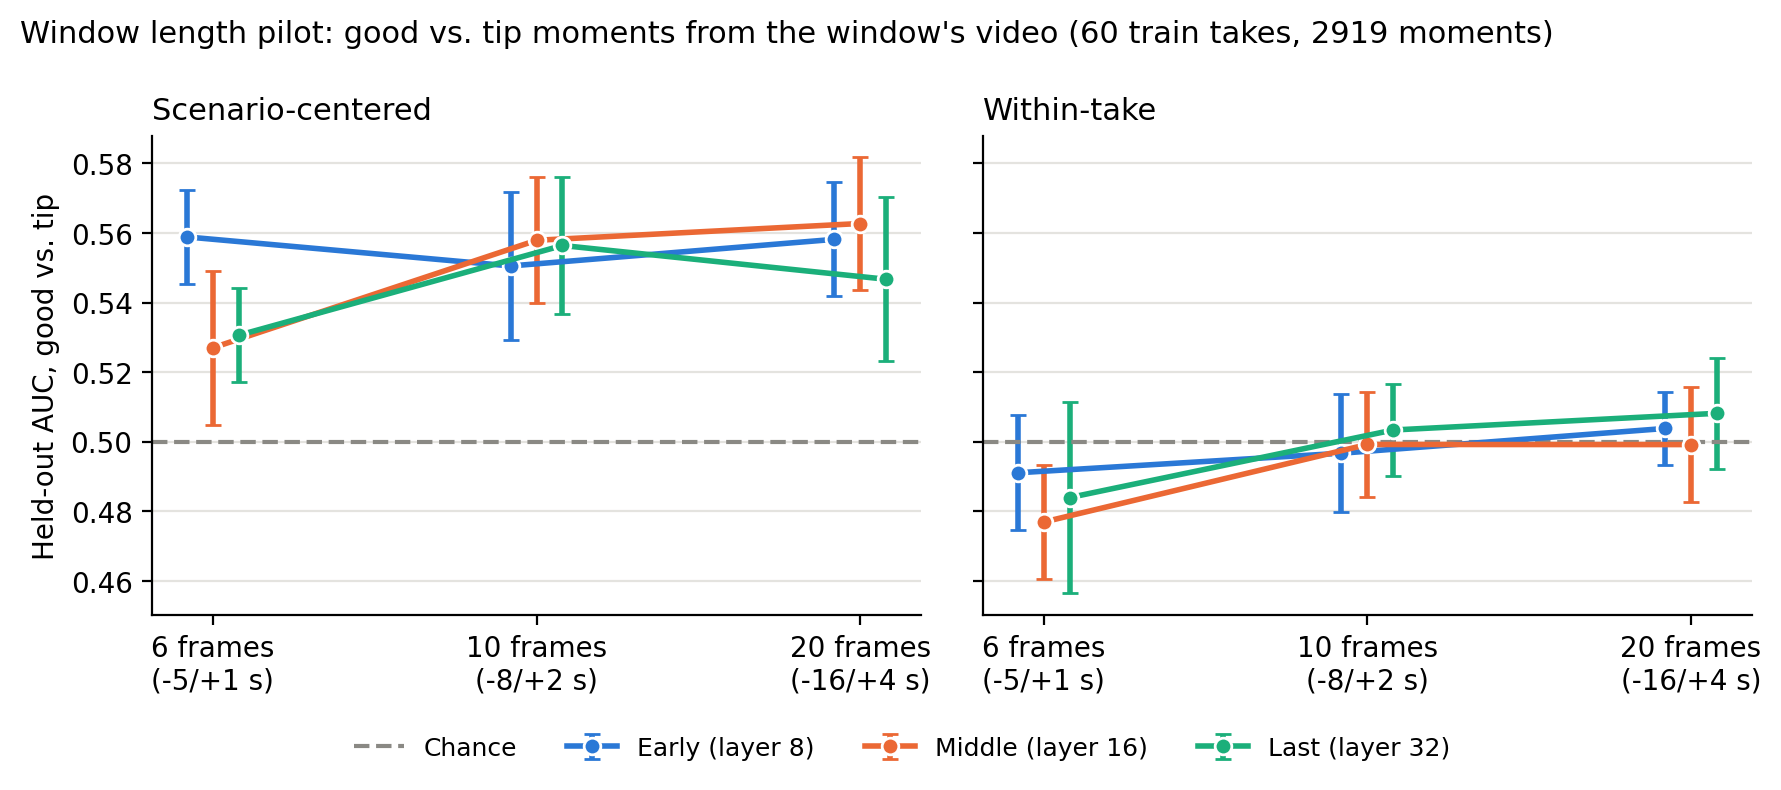 Window length pilot: good vs. tip moments from the window's video (60 train takes, 2919 moments)
Scenario-centered
Within-take
Held-out AUC, good vs. tip
0.58
0.56
0.54
0.52
0.50
0.48
0.46
6 frames
(-5/+1 s)
10 frames
(-8/+2 s)
20 frames
(-16/+4 s)
6 frames
(-5/+1 s)
10 frames
(-8/+2 s)
20 frames
(-16/+4 s)
Chance
Early (layer 8)
Middle (layer 16)
Last (layer 32)